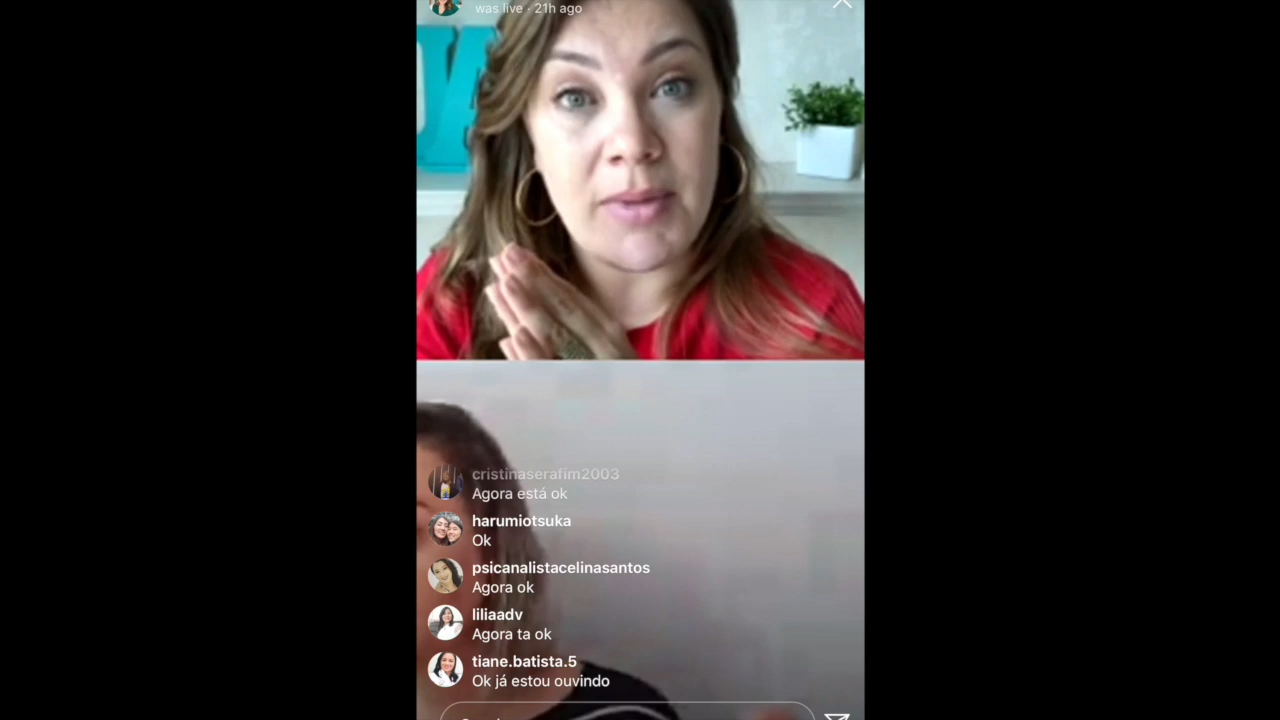 was live · 21h ago
cristinaserafim2003
Agora está ok
harumiotsuka
Ok
psicanalistacelinasantos
Agora ok
liliaadv
Agora ta ok
tiane.batista.5
Ok já estou ouvindo